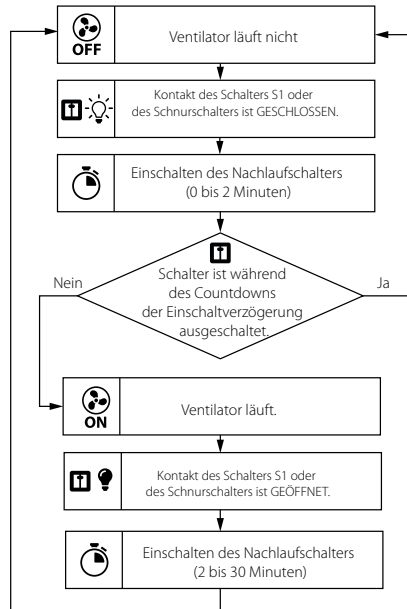 OFF
Ventilator läuft nicht
Kontakt des Schalters S1 oder
des Schnurschalters ist GESCHLOSSEN.
Einschalten des Nachlaufschalters
(0 bis 2 Minuten)
Nein
Ja
Schalter ist während
des Countdowns
der Einschaltverzögerung
ausgeschaltet.
ON
Ventilator läuft.
Kontakt des Schalters S1 oder
des Schnurschalters ist GEÖFFNET.
Einschalten des Nachlaufschalters
(2 bis 30 Minuten)